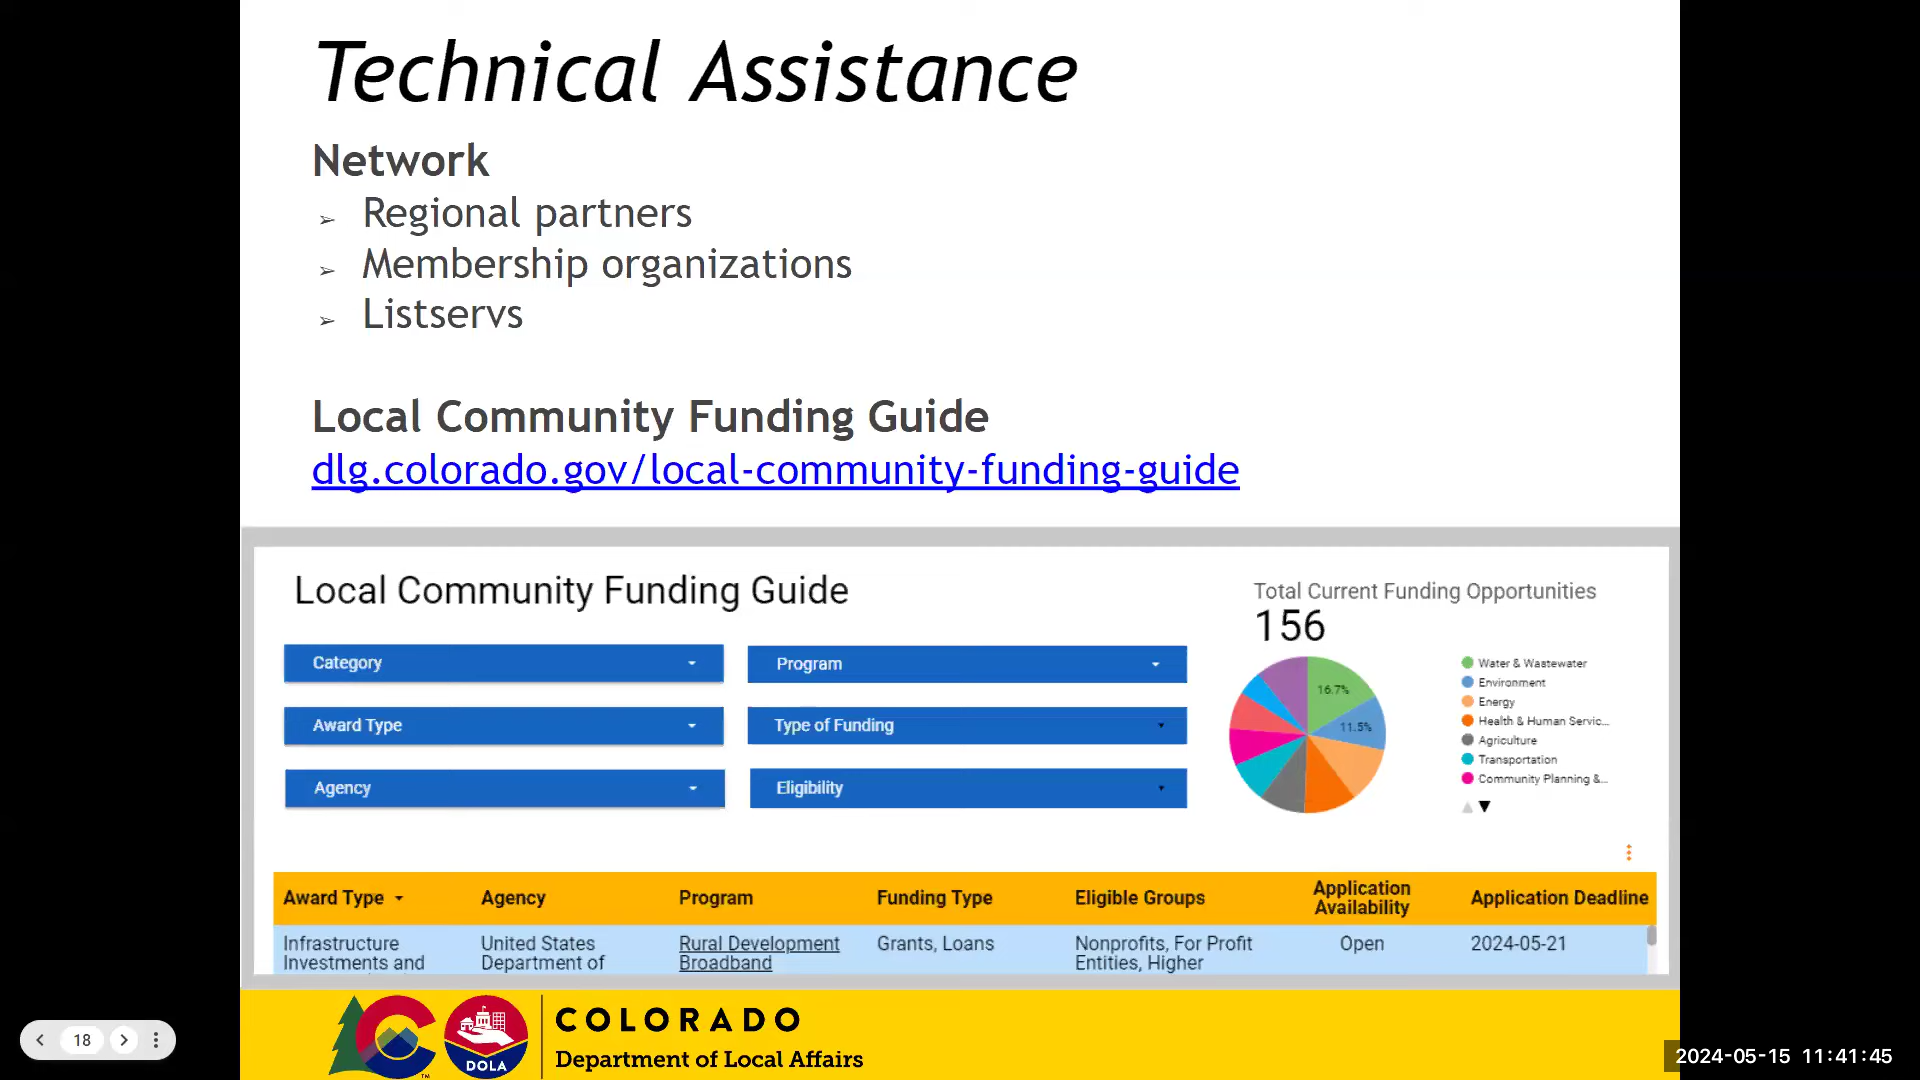 Technical Assistance
Network
➢ Regional partners
➢ Membership organizations
➢ Listservs
Local Community Funding Guide
dlg.colorado.gov/local-community-funding-guide
Local Community Funding Guide
Total Current Funding Opportunities
156
Category
Program
Award Type
Type of Funding
Agency
Eligibility
16.7%
11.5%
Water & Wastewater
Environment
Energy
Health & Human Servic...
Agriculture
Transportation
Community Planning &...
Award Type Agency Program Funding Type Eligible Groups Application Availability Application Deadline
Infrastructure United States Rural Development Grants, Loans Nonprofits, For Profit Open 2024-05-21
Investments and Department of Broadband Entities, Higher
DOLA
TM
COLORADO
Department of Local Affairs
18
2024-05-15 11:41:45